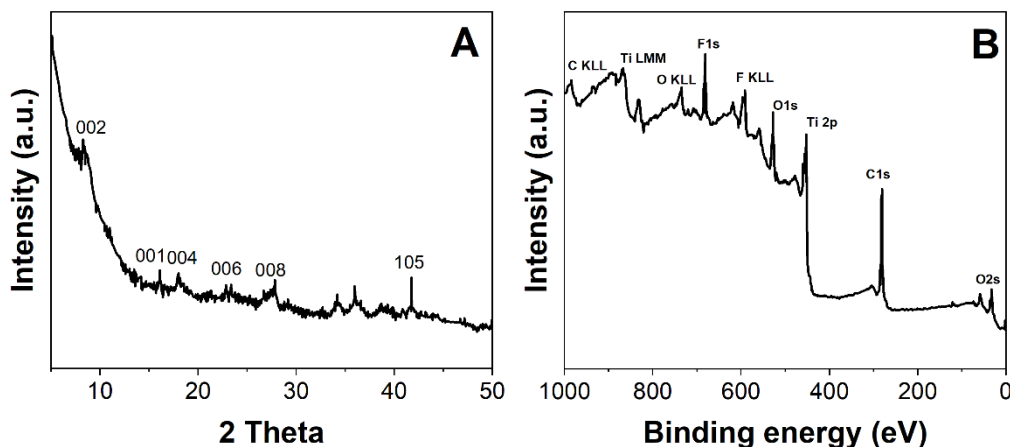 A
Intensity (a.u.)
002
001 004
006
008
105
10
20
30
40
50
2 Theta
B
Intensity (a.u.)
C KLL
Ti LMM
O KLL
F1s
F KLL
O1s
Ti 2p
C1s
O2s
1000
800
600
400
200
0
Binding energy (eV)